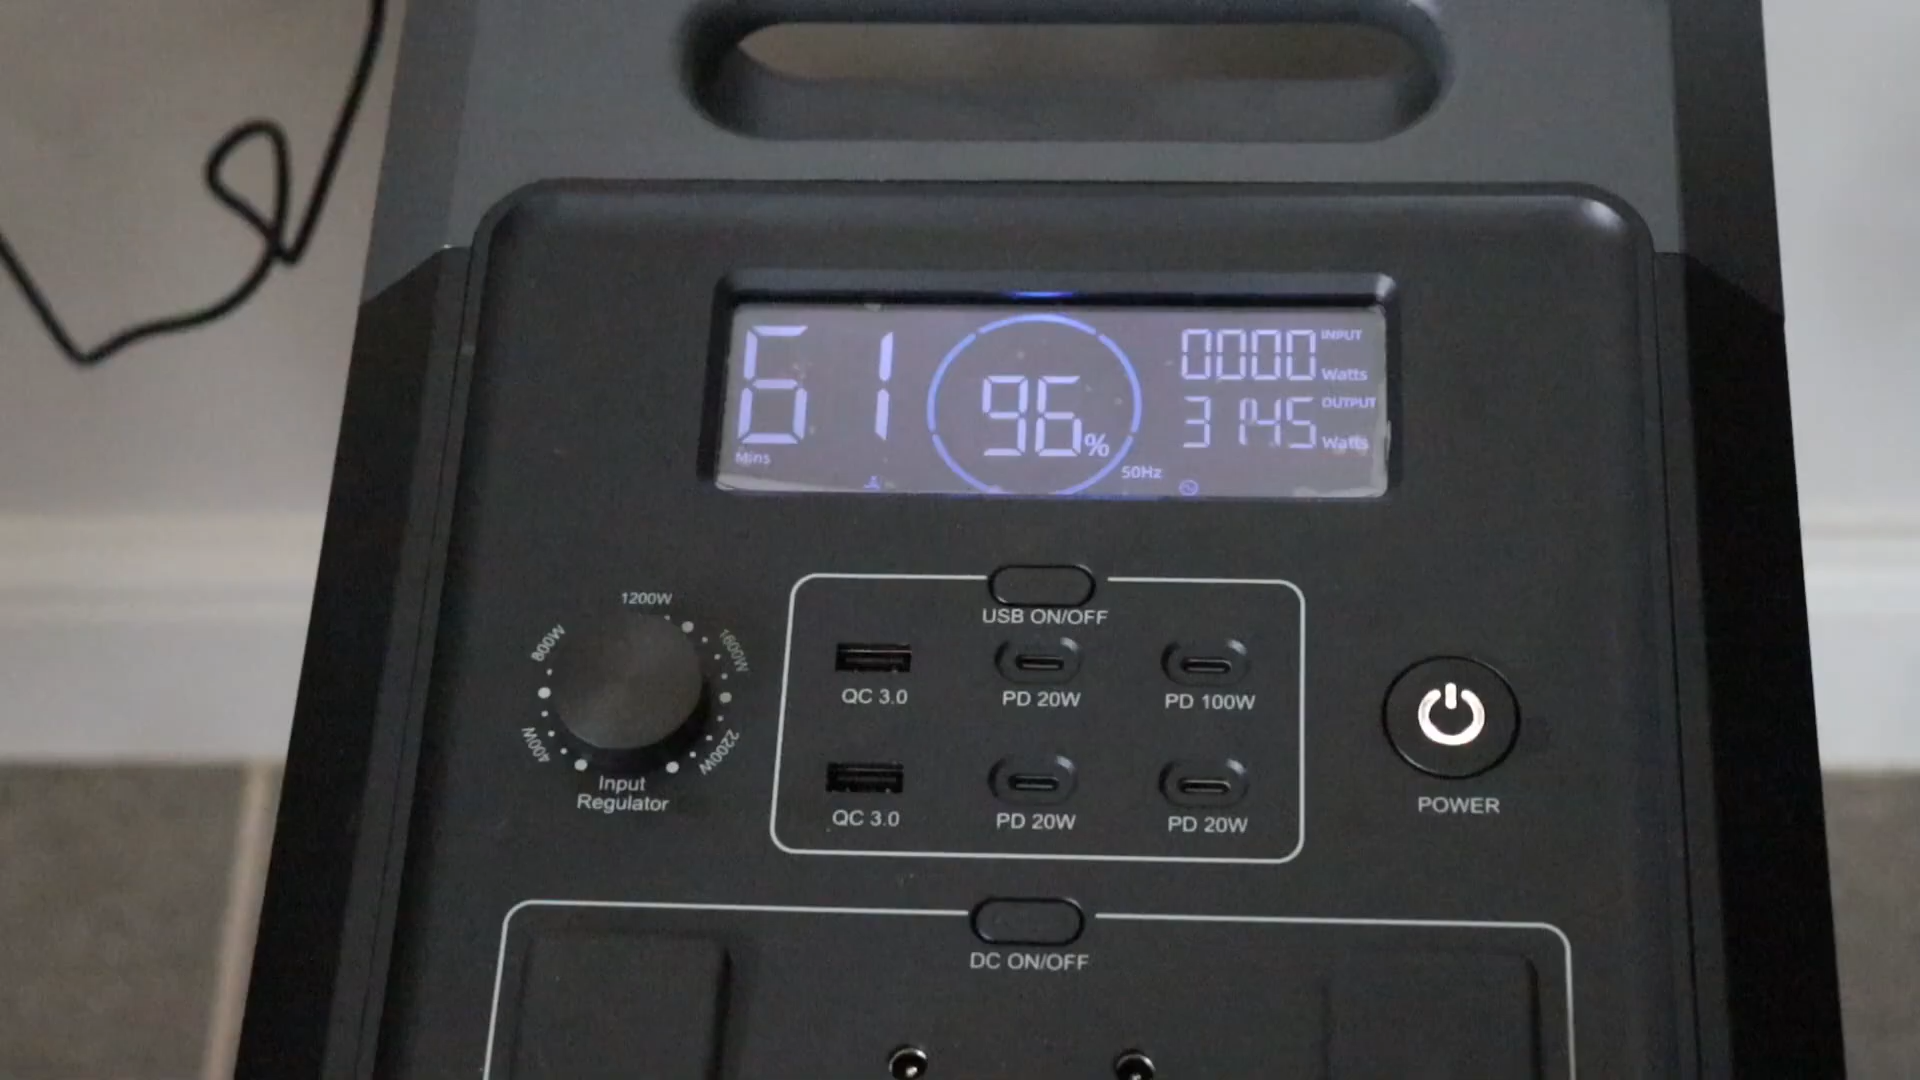 61
Mins
96%
50Hz
0000 INPUT Watts
3145 OUTPUT Watts
400W
800W
1200W
1600W
2200W
Input
Regulator
USB ON/OFF
QC 3.0 PD 20W PD 100W
QC 3.0 PD 20W PD 20W
POWER
DC ON/OFF